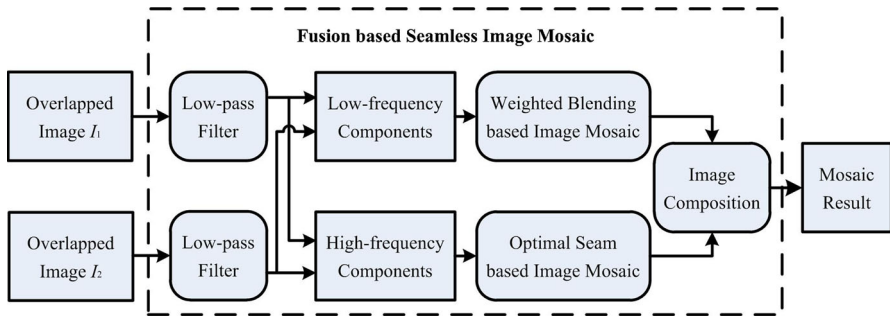 Fusion based Seamless Image Mosaic
Overlapped
Image I1
Low-pass
Filter
Low-frequency
Components
Weighted Blending
based Image Mosaic
Image
Composition
Mosaic
Result
Overlapped
Image I2
Low-pass
Filter
High-frequency
Components
Optimal Seam
based Image Mosaic